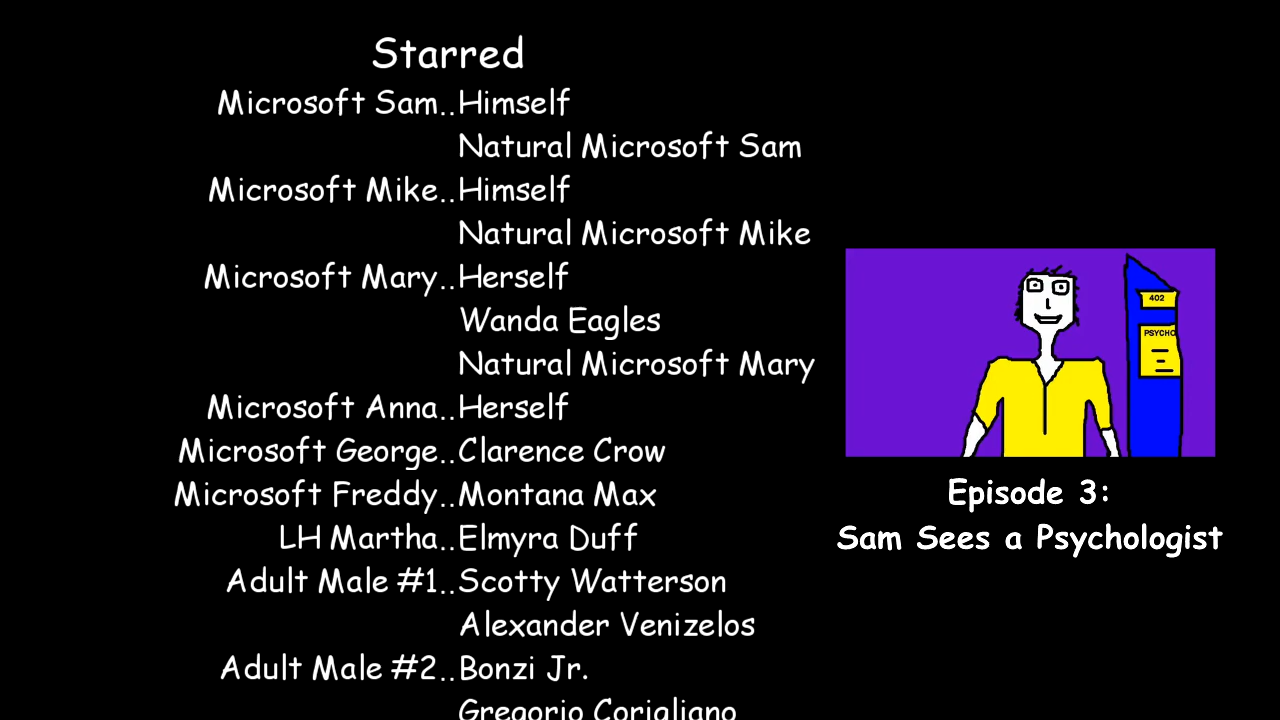 Starred
Microsoft Sam..Himself
Natural Microsoft Sam
Microsoft Mike..Himself
Natural Microsoft Mike
Microsoft Mary..Herself
Wanda Eagles
Natural Microsoft Mary
Microsoft Anna..Herself
Microsoft George..Clarence Crow
Microsoft Freddy..Montana Max
LH Martha..Elmyra Duff
Adult Male #1..Scotty Watterson
Alexander Venizelos
Adult Male #2..Bonzi Jr.
Gregorio Corigliano
402
PSYCHO
Episode 3:
Sam Sees a Psychologist